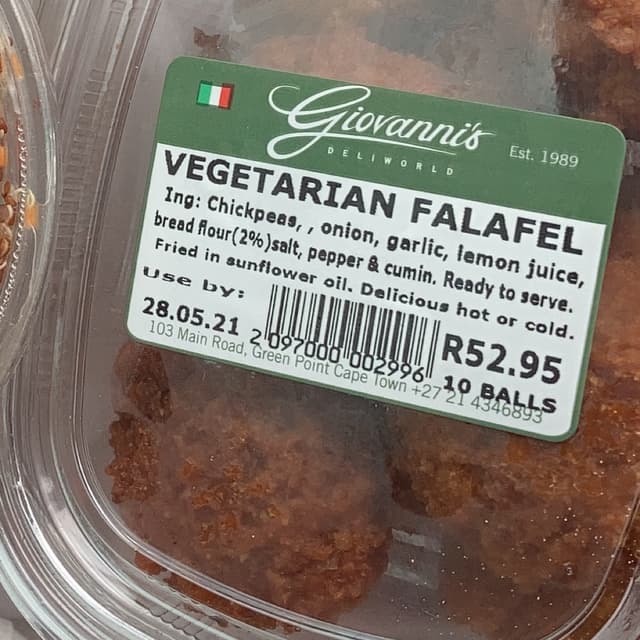 Giovanni's
DELIWORLD
Est. 1989
VEGETARIAN FALAFEL
Ing: Chickpeas, , onion, garlic, lemon juice,
bread flour(2%)salt, pepper & cumin. Ready to serve.
Fried in sunflower oil. Delicious hot or cold.
Use by:
28.05.21
2 097000 002996
R52.95
10 BALLS
103 Main Road, Green Point Cape Town +27 21 4346893